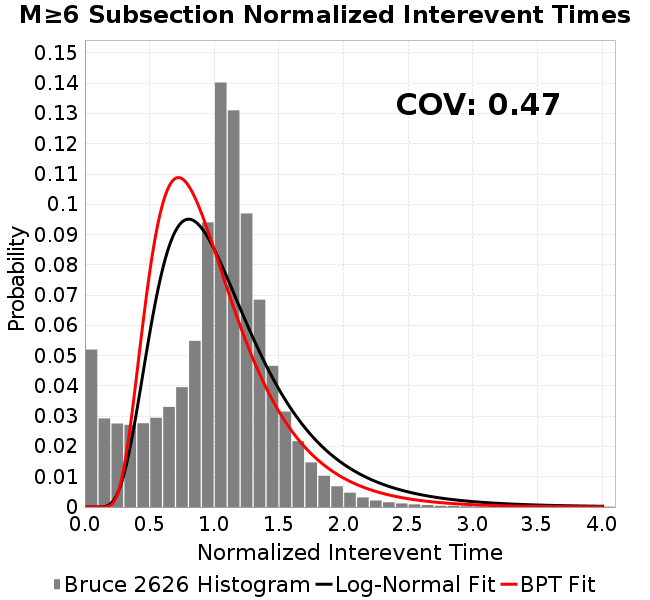 M≥6 Subsection Normalized Interevent Times
COV: 0.47
Probability
0.15
0.14
0.13
0.12
0.11
0.1
0.09
0.08
0.07
0.06
0.05
0.04
0.03
0.02
0.01
0
0.0 0.5 1.0 1.5 2.0 2.5 3.0 3.5 4.0
Normalized Interevent Time
Bruce 2626 Histogram Log-Normal Fit BPT Fit